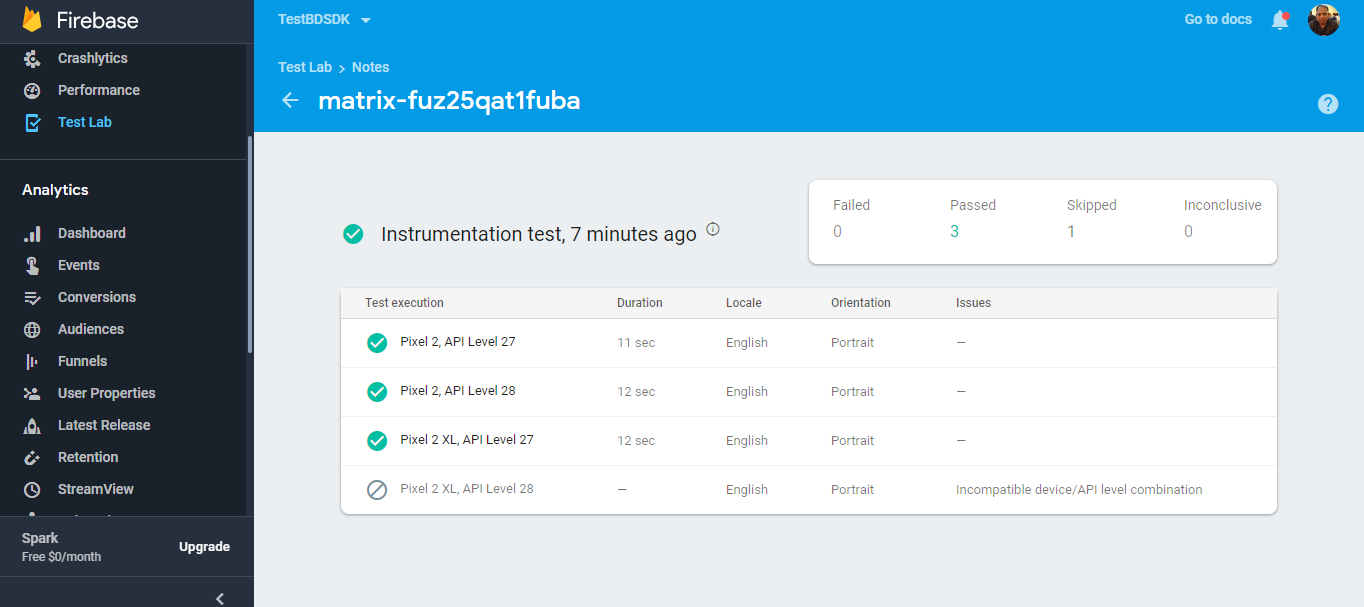 Firebase
Crashlytics
Performance
Test Lab
Analytics
Dashboard
Events
Conversions
Audiences
Funnels
User Properties
Latest Release
Retention
StreamView
Spark
Free $0/month
Upgrade
TestBDSDK
Go to docs
Test Lab > Notes
matrix-fuz25qat1fuba
?
Instrumentation test, 7 minutes ago
Failed Passed Skipped Inconclusive
0 3 1 0
Test execution Duration Locale Orientation Issues
Pixel 2, API Level 27 11 sec English Portrait —
Pixel 2, API Level 28 12 sec English Portrait —
Pixel 2 XL, API Level 27 12 sec English Portrait —
Pixel 2 XL, API Level 28 — English Portrait Incompatible device/API level combination